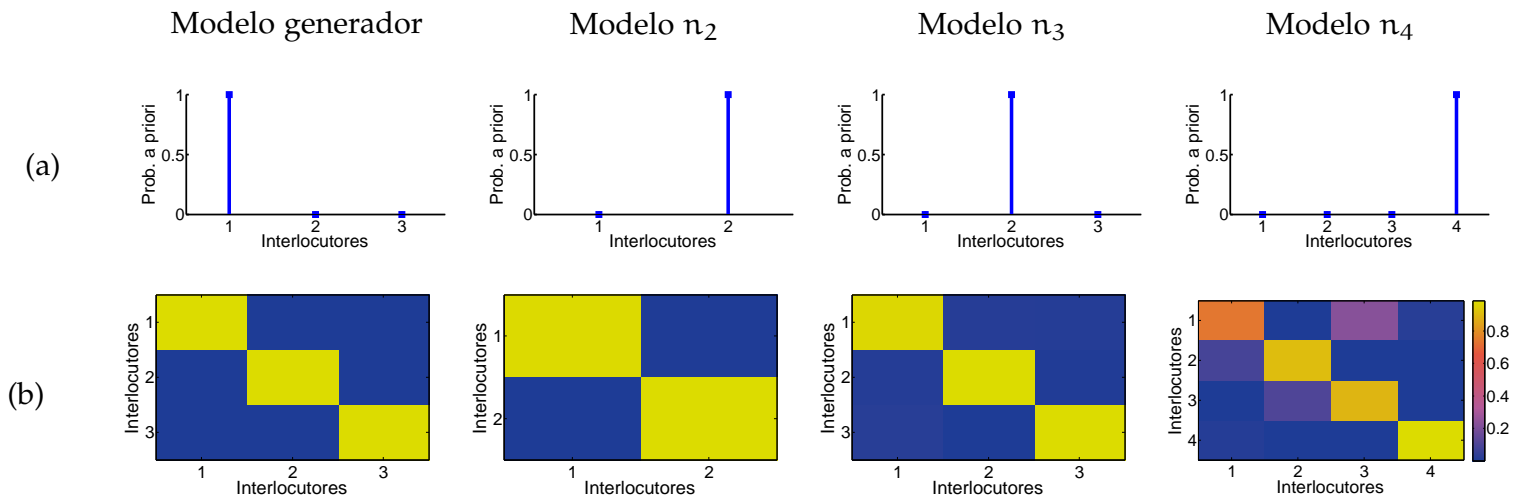 Modelo generador
Modelo n2
Modelo n3
Modelo n4
(a)
Prob. a priori
1
0.5
0
1 2 3
Interlocutores
Prob. a priori
1
0.5
0
1 2
Interlocutores
Prob. a priori
1
0.5
0
1 2 3
Interlocutores
Prob. a priori
1
0.5
0
1 2 3 4
Interlocutores
(b)
Interlocutores
1
2
3
1 2 3
Interlocutores
Interlocutores
1
2
1 2
Interlocutores
Interlocutores
1
2
3
1 2 3
Interlocutores
Interlocutores
1
2
3
4
1 2 3 4
Interlocutores
0.8
0.6
0.4
0.2